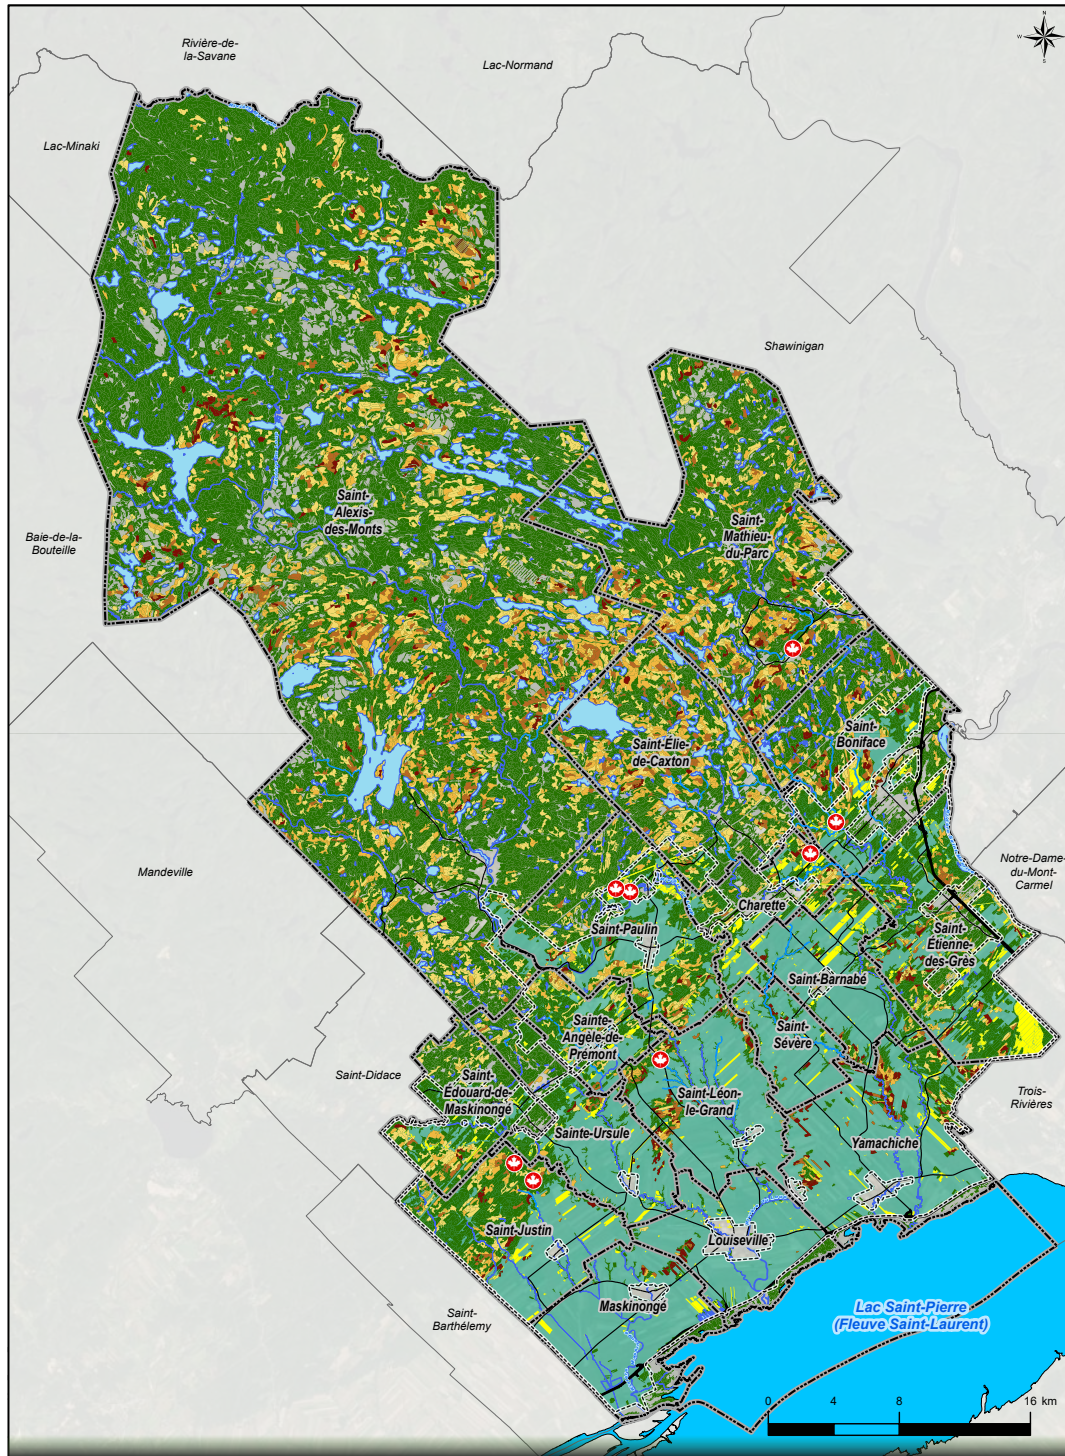 Rivière-de-
la-Savane
N
W
S
Lac-Normand
Lac-Minaki
Shawinigan
Saint-
Alexis-
des-Monts
Saint-
Mathieu-
du-Parc
Baie-de-la-
Bouteille
Saint-
Boniface
Saint-Élie-
de-Caxton
Mandeville
Notre-Dame-
du-Mont-
Carmel
Charette
Saint-Paulin
Saint-
Étienne-
des-Grès
Saint-Barnabé
Sainte-
Angèle-de-
Prémont
Saint-
Sévère
Saint-Didace
Saint-
Édouard-de-
Maskinongé
Saint-Léon-
le-Grand
Trois-
Rivières
Sainte-Ursule
Yamachiche
Saint-Justin
Louiseville
Saint-
Barthélemy
Maskinongé
Lac Saint-Pierre
(Fleuve Saint-Laurent)
0 4 8 16 km